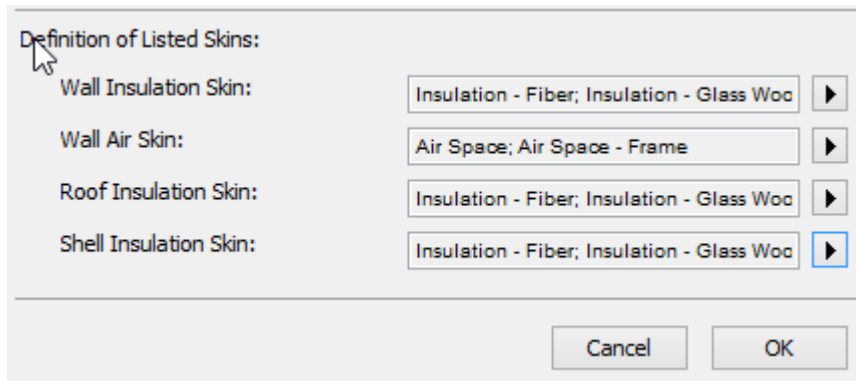 Definition of Listed Skins:
Wall Insulation Skin: Insulation - Fiber; Insulation - Glass Woo
Wall Air Skin: Air Space; Air Space - Frame
Roof Insulation Skin: Insulation - Fiber; Insulation - Glass Woo
Shell Insulation Skin: Insulation - Fiber; Insulation - Glass Woo
Cancel OK